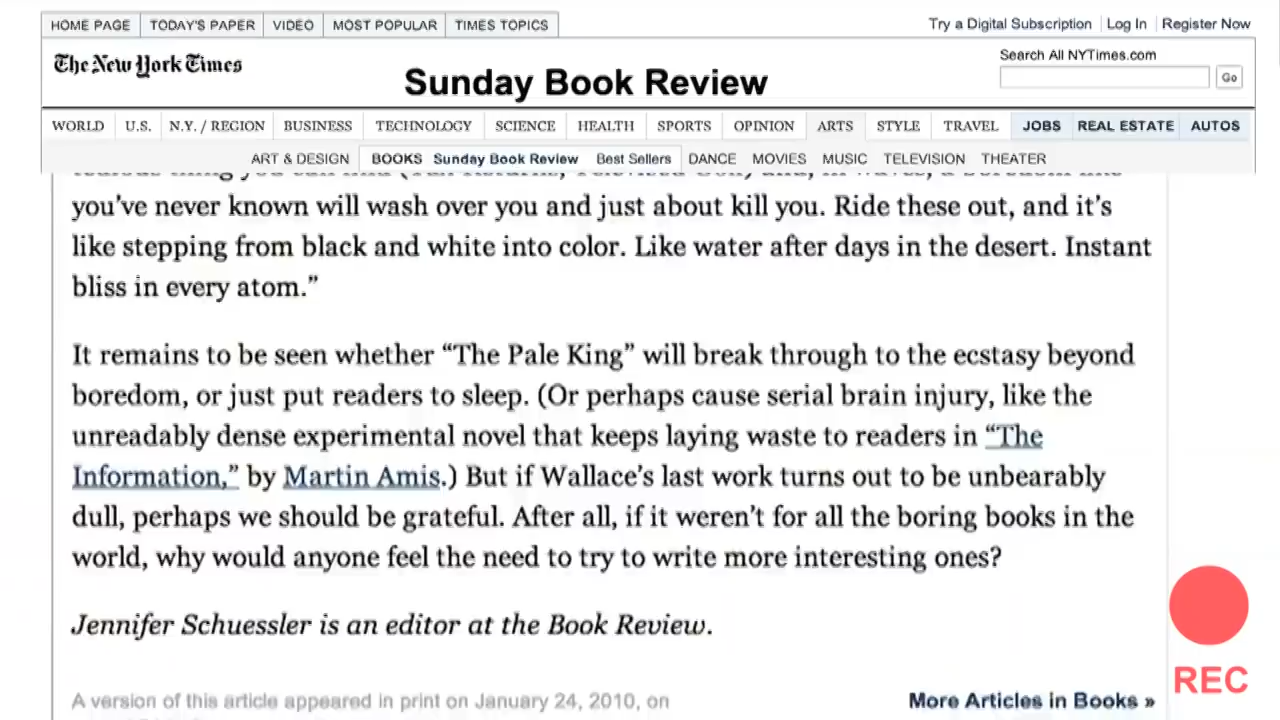 HOME PAGE TODAY'S PAPER VIDEO MOST POPULAR TIMES TOPICS
Try a Digital Subscription Log In Register Now
The New York Times
Sunday Book Review
Search All NYTimes.com
Go
WORLD U.S. N.Y. / REGION BUSINESS TECHNOLOGY SCIENCE HEALTH SPORTS OPINION ARTS STYLE TRAVEL JOBS REAL ESTATE AUTOS
ART & DESIGN BOOKS Sunday Book Review Best Sellers DANCE MOVIES MUSIC TELEVISION THEATER
you’ve never known will wash over you and just about kill you. Ride these out, and it’s
like stepping from black and white into color. Like water after days in the desert. Instant
bliss in every atom.”
It remains to be seen whether “The Pale King” will break through to the ecstasy beyond
boredom, or just put readers to sleep. (Or perhaps cause serial brain injury, like the
unreadably dense experimental novel that keeps laying waste to readers in “The
Information,” by Martin Amis.) But if Wallace’s last work turns out to be unbearably
dull, perhaps we should be grateful. After all, if it weren’t for all the boring books in the
world, why would anyone feel the need to try to write more interesting ones?
Jennifer Schuessler is an editor at the Book Review.
A version of this article appeared in print on January 24, 2010, on
More Articles in Books »
REC